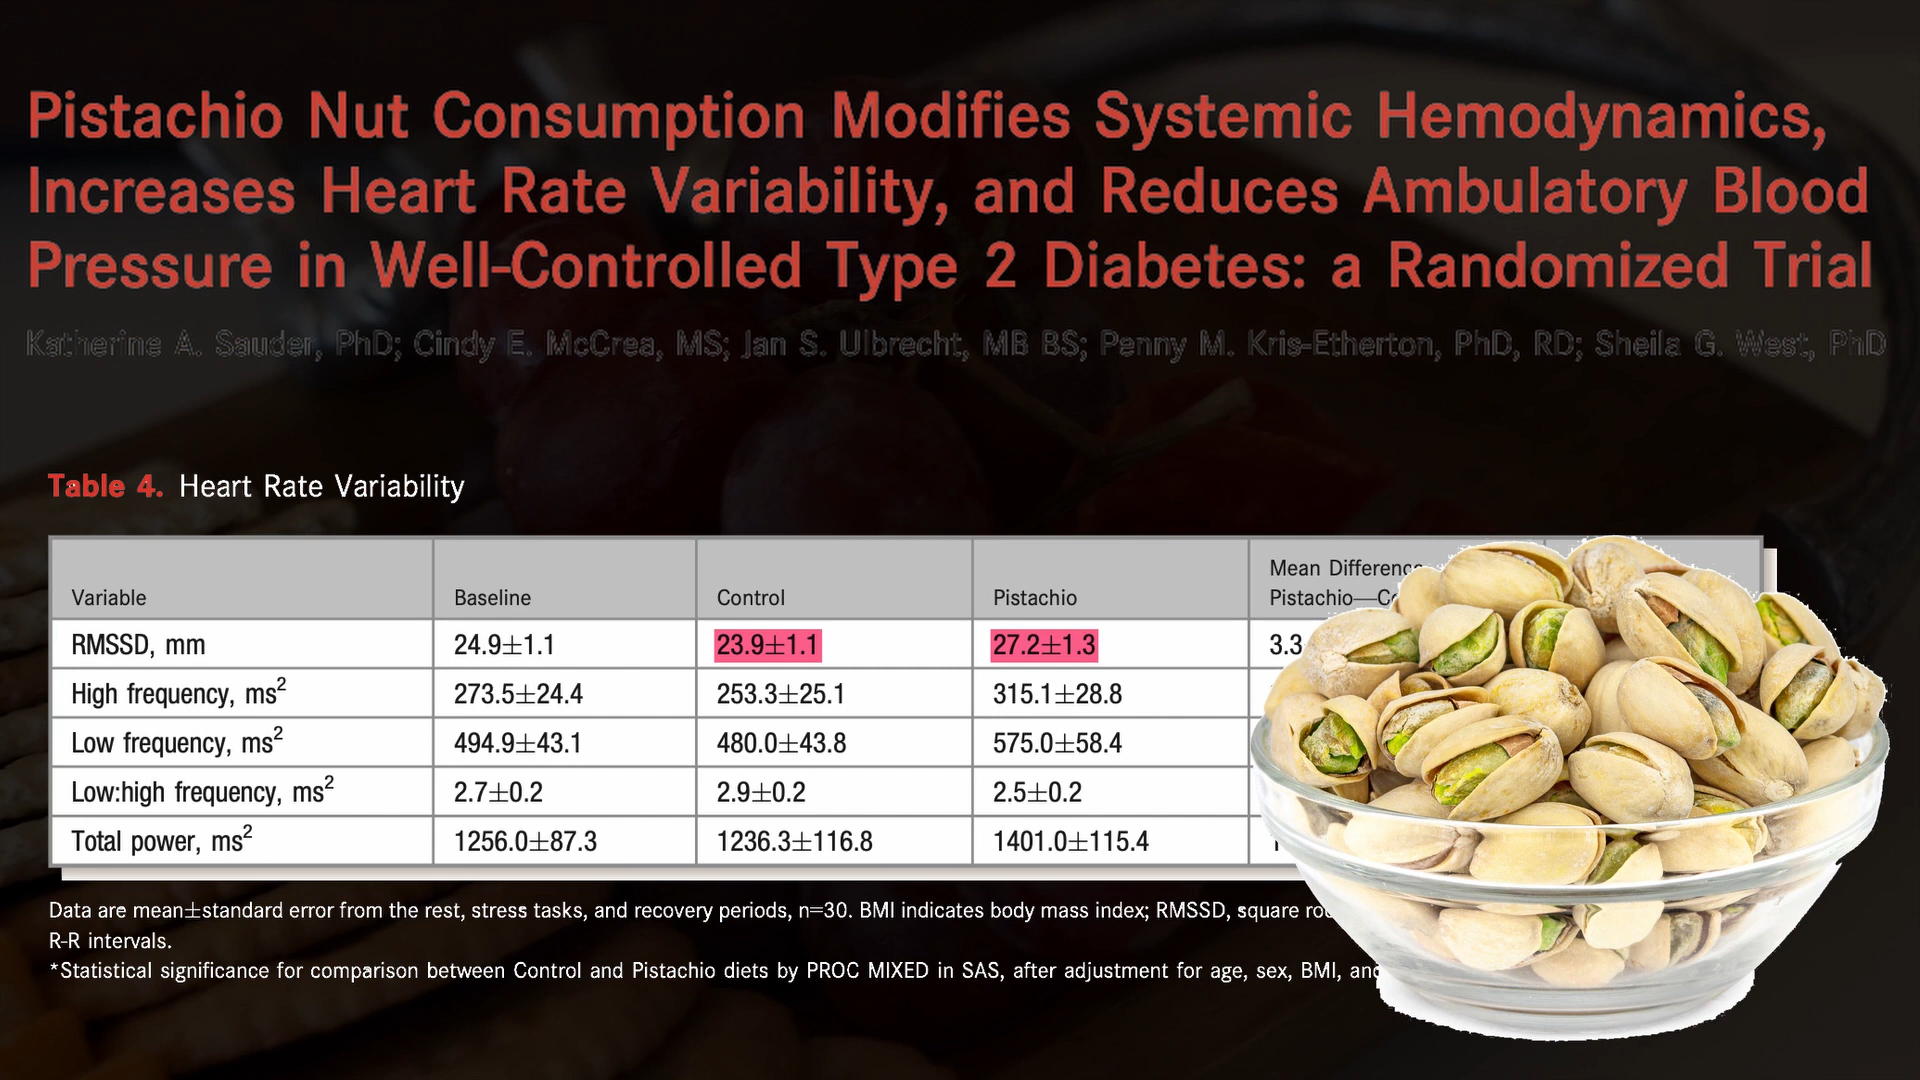 Pistachio Nut Consumption Modifies Systemic Hemodynamics,
Increases Heart Rate Variability, and Reduces Ambulatory Blood
Pressure in Well-Controlled Type 2 Diabetes: a Randomized Trial
Katherine A. Sauder, PhD; Cindy E. McCrea, MS; Jan S. Ulbrecht, MB BS; Penny M. Kris-Etherton, PhD, RD; Sheila G. West, PhD
Table 4. Heart Rate Variability
Mean Difference
Variable Baseline Control Pistachio Pistachio—
RMSSD, mm 24.9±1.1 23.9±1.1 27.2±1.3 3.3
High frequency, ms² 273.5±24.4 253.3±25.1 315.1±28.8
Low frequency, ms² 494.9±43.1 480.0±43.8 575.0±58.4
Low:high frequency, ms² 2.7±0.2 2.9±0.2 2.5±0.2
Total power, ms² 1256.0±87.3 1236.3±116.8 1401.0±115.4
Data are mean±standard error from the rest, stress tasks, and recovery periods, n=30. BMI indicates body mass index; RMSSD, square
R-R intervals.
*Statistical significance for comparison between Control and Pistachio diets by PROC MIXED in SAS, after adjustment for age, sex, BMI, and